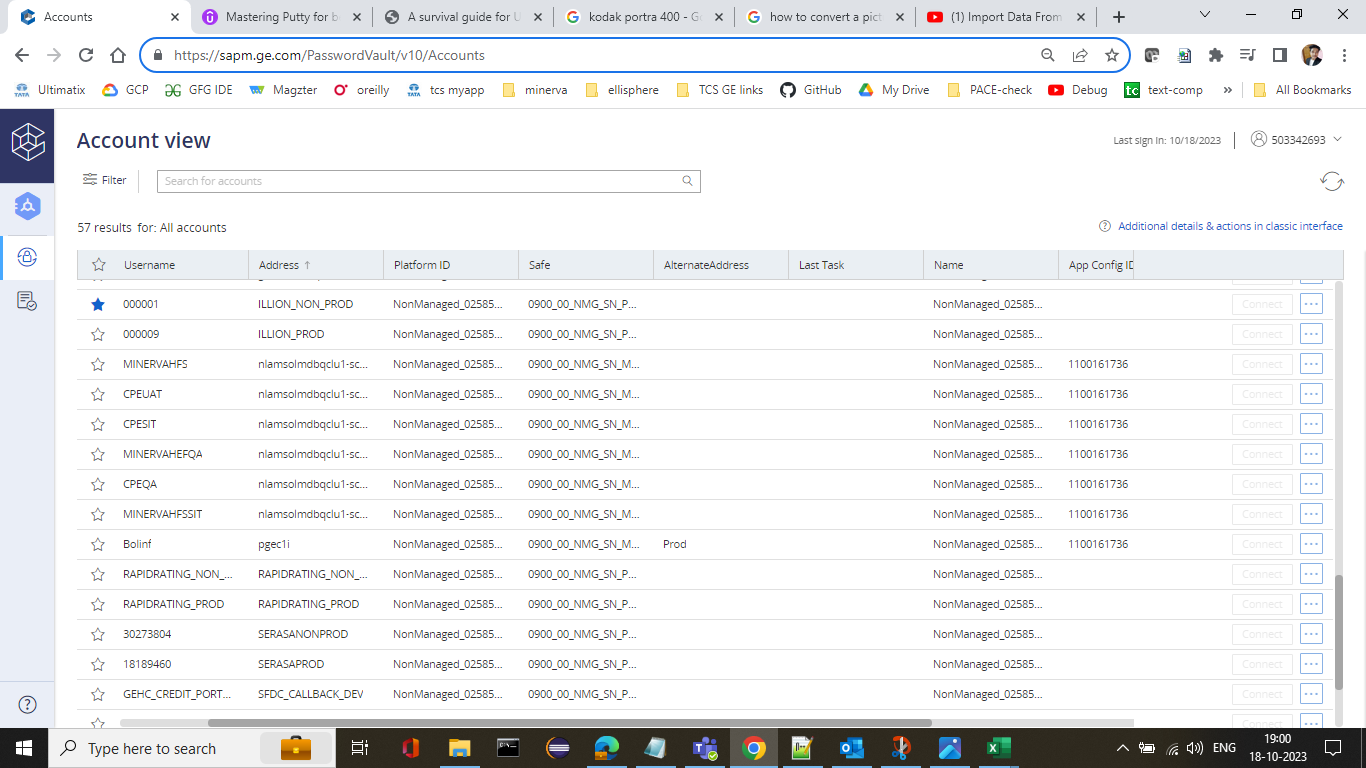 Accounts
Mastering Putty for b
A survival guide for U
kodak portra 400 - G
how to convert a pict
(1) Import Data From
https://sapm.ge.com/PasswordVault/v10/Accounts
Ultimatix GCP GFG IDE Magzter oreilly tcs myapp minerva ellisphere TCS GE links GitHub My Drive PACE-check Debug text-comp » All Bookmarks
Account view
Last sign in: 10/18/2023 503342693
Filter Search for accounts
57 results for: All accounts
Additional details & actions in classic interface
Username Address ↑ Platform ID Safe AlternateAddress Last Task Name App Config ID
000001 ILLION_NON_PROD NonManaged_02585... 0900_00_NMG_SN_P... NonManaged_02585... Connect ...
000009 ILLION_PROD NonManaged_02585... 0900_00_NMG_SN_P... NonManaged_02585... Connect ...
MINERVAHFS nlamsolmdbqclu1-sc... NonManaged_02585... 0900_00_NMG_SN_M... NonManaged_02585... 1100161736 Connect ...
CPEUAT nlamsolmdbqclu1-sc... NonManaged_02585... 0900_00_NMG_SN_M... NonManaged_02585... 1100161736 Connect ...
CPESIT nlamsolmdbqclu1-sc... NonManaged_02585... 0900_00_NMG_SN_M... NonManaged_02585... 1100161736 Connect ...
MINERVAHEFQA nlamsolmdbqclu1-sc... NonManaged_02585... 0900_00_NMG_SN_M... NonManaged_02585... 1100161736 Connect ...
CPEQA nlamsolmdbqclu1-sc... NonManaged_02585... 0900_00_NMG_SN_M... NonManaged_02585... 1100161736 Connect ...
MINERVAHFSSIT nlamsolmdbqclu1-sc... NonManaged_02585... 0900_00_NMG_SN_M... NonManaged_02585... 1100161736 Connect ...
Bolinf pgec1i NonManaged_02585... 0900_00_NMG_SN_M... Prod NonManaged_02585... 1100161736 Connect ...
RAPIDRATING_NON_... RAPIDRATING_NON_... NonManaged_02585... 0900_00_NMG_SN_P... NonManaged_02585... Connect ...
RAPIDRATING_PROD RAPIDRATING_PROD NonManaged_02585... 0900_00_NMG_SN_P... NonManaged_02585... Connect ...
30273804 SERASANONPROD NonManaged_02585... 0900_00_NMG_SN_P... NonManaged_02585... Connect ...
18189460 SERASAPROD NonManaged_02585... 0900_00_NMG_SN_P... NonManaged_02585... Connect ...
GEHC_CREDIT_PORT... SFDC_CALLBACK_DEV NonManaged_02585... 0900_00_NMG_SN_P... NonManaged_02585... Connect ...
Connect ...
Type here to search
ENG
19:00
18-10-2023